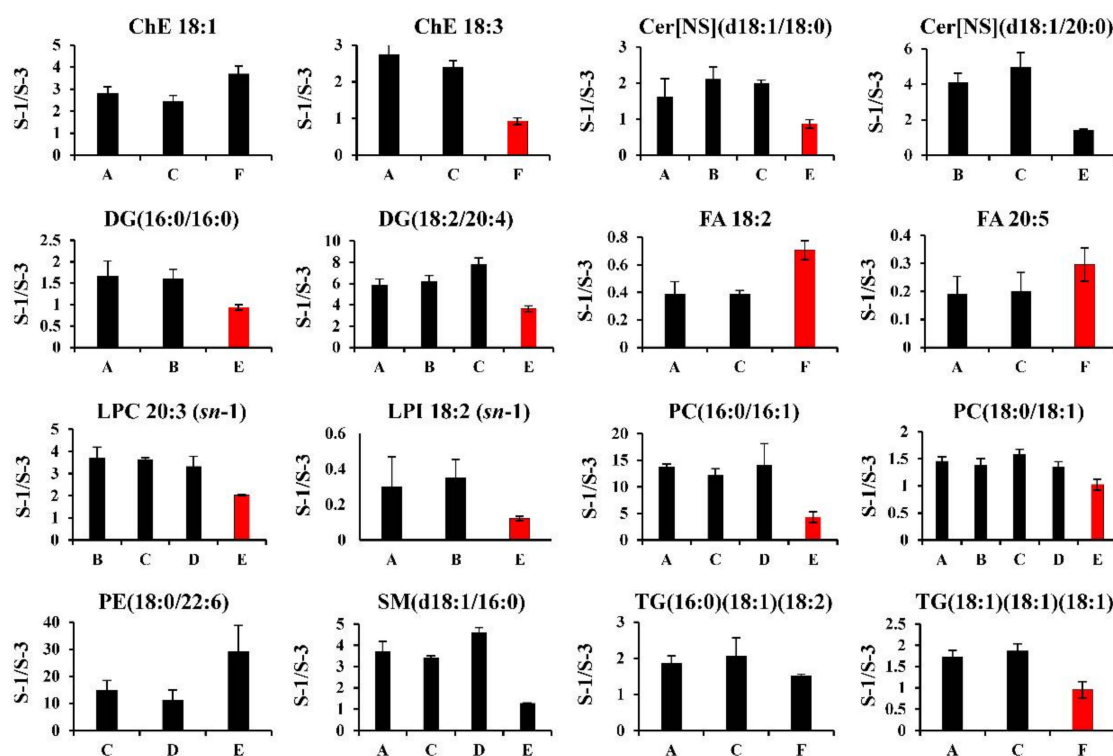 ChE 18:1
S-1/S-3
5
4
3
2
1
0
A C F
ChE 18:3
S-1/S-3
3
2
1
0
A C F
Cer[NS](d18:1/18:0)
S-1/S-3
3
2
1
0
A B C E
Cer[NS](d18:1/20:0)
S-1/S-3
6
4
2
0
B C E
DG(16:0/16:0)
S-1/S-3
2.5
2
1.5
1
0.5
0
A B E
DG(18:2/20:4)
S-1/S-3
10
8
6
4
2
0
A B C E
FA 18:2
S-1/S-3
0.8
0.6
0.4
0.2
0
A C F
FA 20:5
S-1/S-3
0.4
0.3
0.2
0.1
0
A C F
LPC 20:3 (sn-1)
S-1/S-3
5
4
3
2
1
0
B C D E
LPI 18:2 (sn-1)
S-1/S-3
0.6
0.4
0.2
0
A B E
PC(16:0/16:1)
S-1/S-3
20
15
10
5
0
A C D E
PC(18:0/18:1)
S-1/S-3
2
1.5
1
0.5
0
A B C D E
PE(18:0/22:6)
S-1/S-3
40
30
20
10
0
C D E
SM(d18:1/16:0)
S-1/S-3
5
4
3
2
1
0
A C D E
TG(16:0)(18:1)(18:2)
S-1/S-3
3
2
1
0
A C F
TG(18:1)(18:1)(18:1)
S-1/S-3
2.5
2
1.5
1
0.5
0
A C F